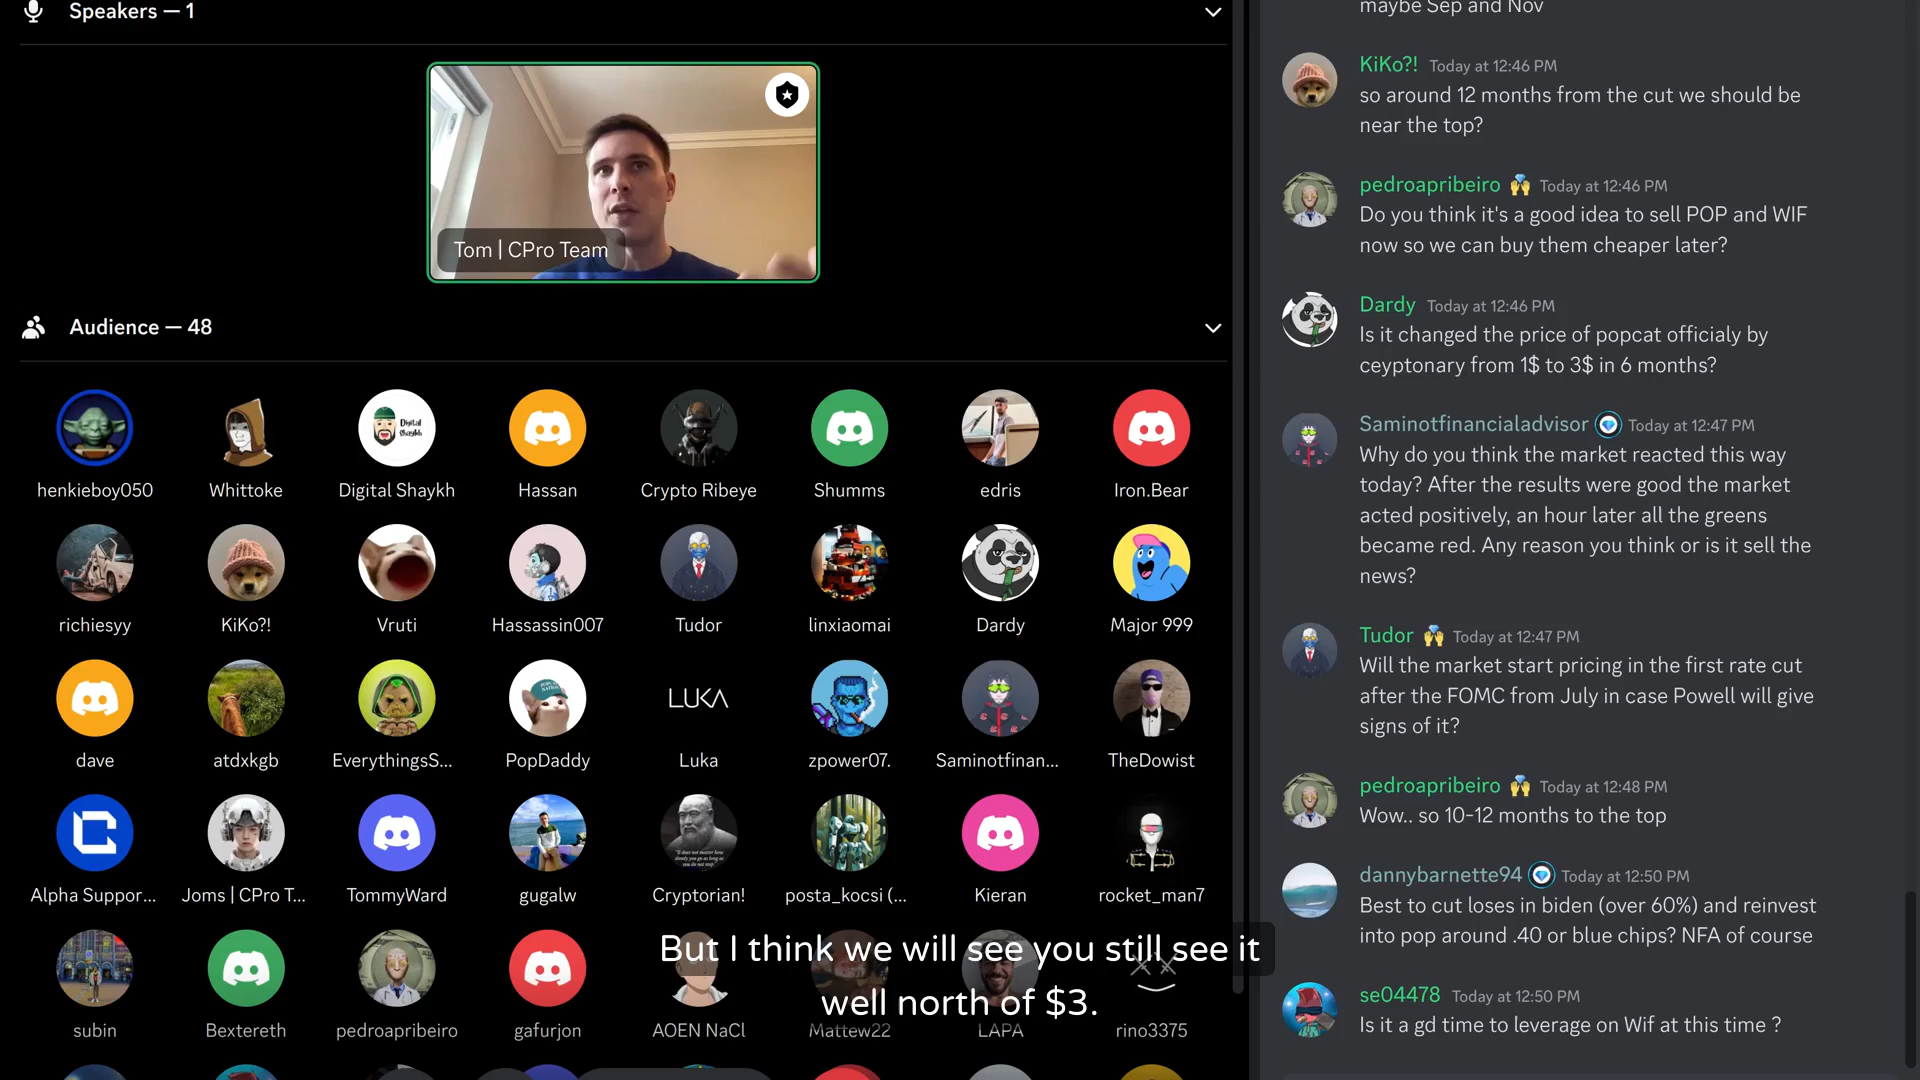 Speakers — 1
Tom | CPro Team
Audience — 48
henkieboy050
Whittoke
Digital Shaykh
Digital Shaykh
Hassan
Crypto Ribeye
Shumms
edris
Iron.Bear
richiesyy
KiKo?!
Vruti
Hassassin007
Tudor
linxiaomai
Dardy
Major 999
dave
atdxkgb
EverythingsS...
PopDaddy
LUKA
Luka
zpower07.
Saminotfinan...
TheDowist
Alpha Suppor...
Joms | CPro T...
TommyWard
gugalw
Cryptorian!
posta_kocsi (...
Kieran
rocket_man7
subin
Bextereth
pedroapribeiro
gafurjon
AOEN NaCl
Mattew22
LAPA
rino3375
But I think we will see you still see it
well north of $3.
maybe Sep and Nov
KiKo?! Today at 12:46 PM
so around 12 months from the cut we should be
near the top?
pedroapribeiro 🙌 Today at 12:46 PM
Do you think it's a good idea to sell POP and WIF
now so we can buy them cheaper later?
Dardy Today at 12:46 PM
Is it changed the price of popcat officialy by
ceyptonary from 1$ to 3$ in 6 months?
Saminotfinancialadvisor Today at 12:47 PM
Why do you think the market reacted this way
today? After the results were good the market
acted positively, an hour later all the greens
became red. Any reason you think or is it sell the
news?
Tudor 🙌 Today at 12:47 PM
Will the market start pricing in the first rate cut
after the FOMC from July in case Powell will give
signs of it?
pedroapribeiro 🙌 Today at 12:48 PM
Wow.. so 10-12 months to the top
dannybarnette94 Today at 12:50 PM
Best to cut loses in biden (over 60%) and reinvest
into pop around .40 or blue chips? NFA of course
se04478 Today at 12:50 PM
Is it a gd time to leverage on Wif at this time ?